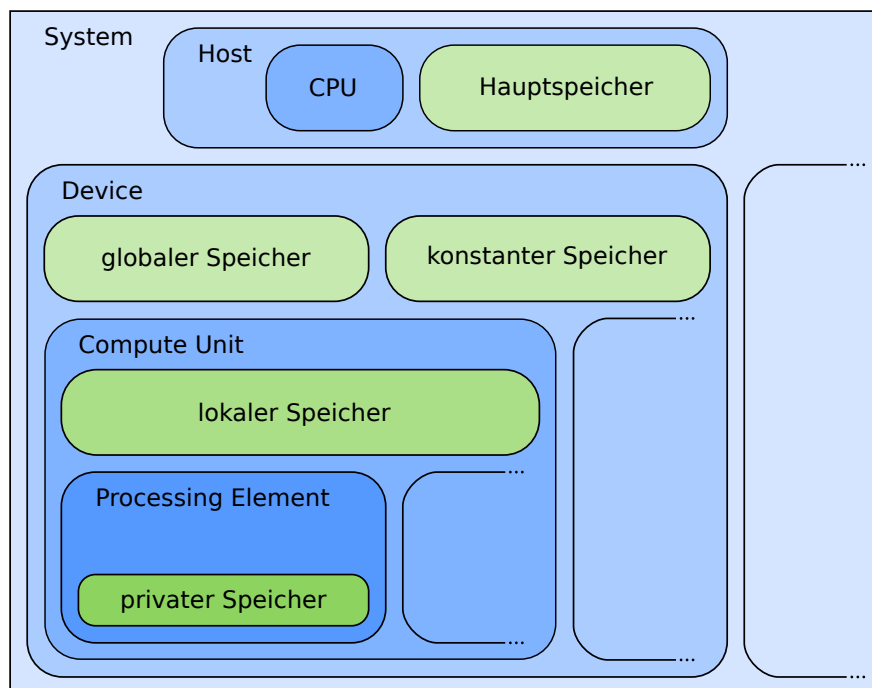 System
Host
CPU
Hauptspeicher
...
Device
globaler Speicher
konstanter Speicher
...
Compute Unit
lokaler Speicher
...
Processing Element
privater Speicher
...
...
...